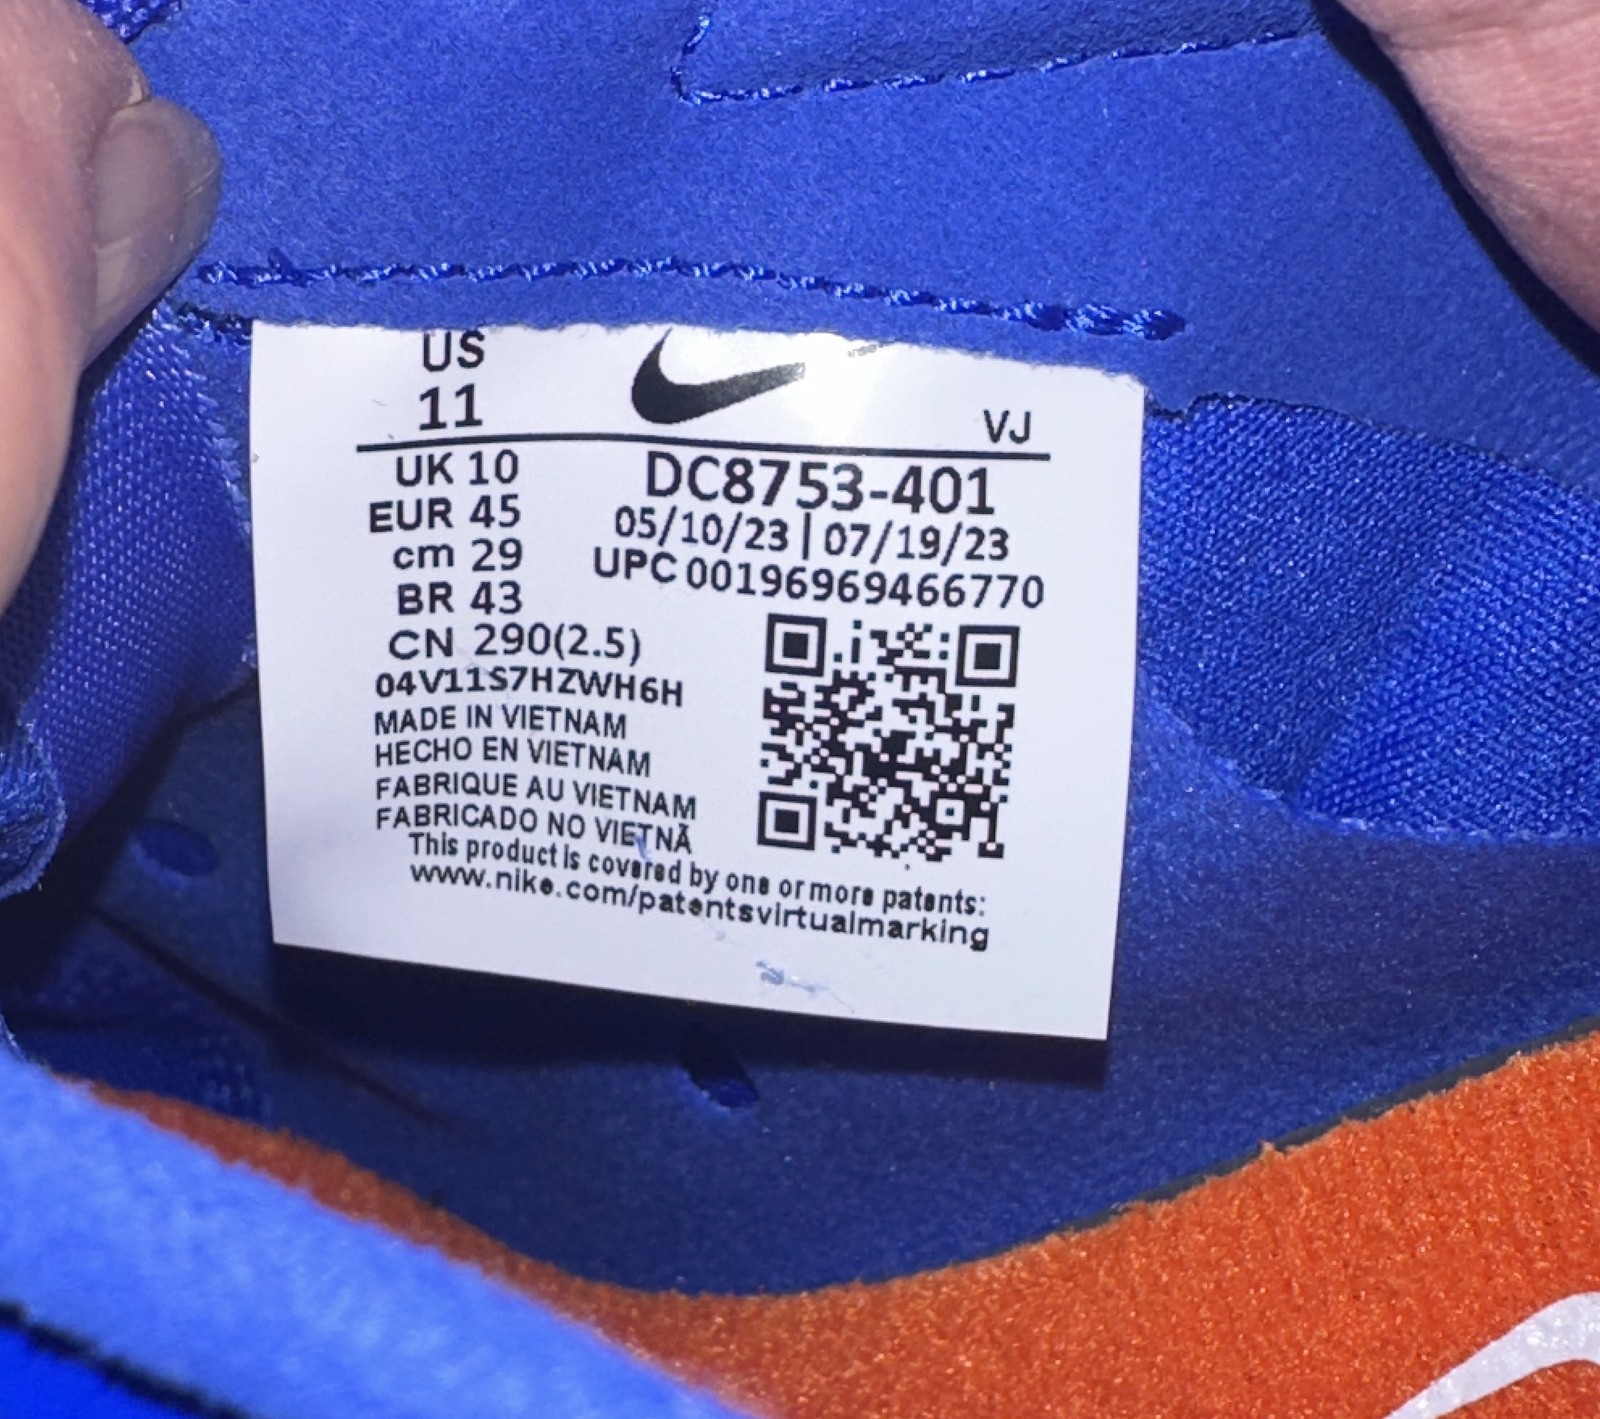 US
11
VJ
UK 10
EUR 45
cm 29
BR 43
CN 290(2.5)
DC8753-401
05/10/23 | 07/19/23
UPC 00196969466770
04V11S7HZWH6H
MADE IN VIETNAM
HECHO EN VIETNAM
FABRIQUE AU VIETNAM
FABRICADO NO VIETNÃ
This product is covered by one or more patents:
www.nike.com/patentsvirtualmarking